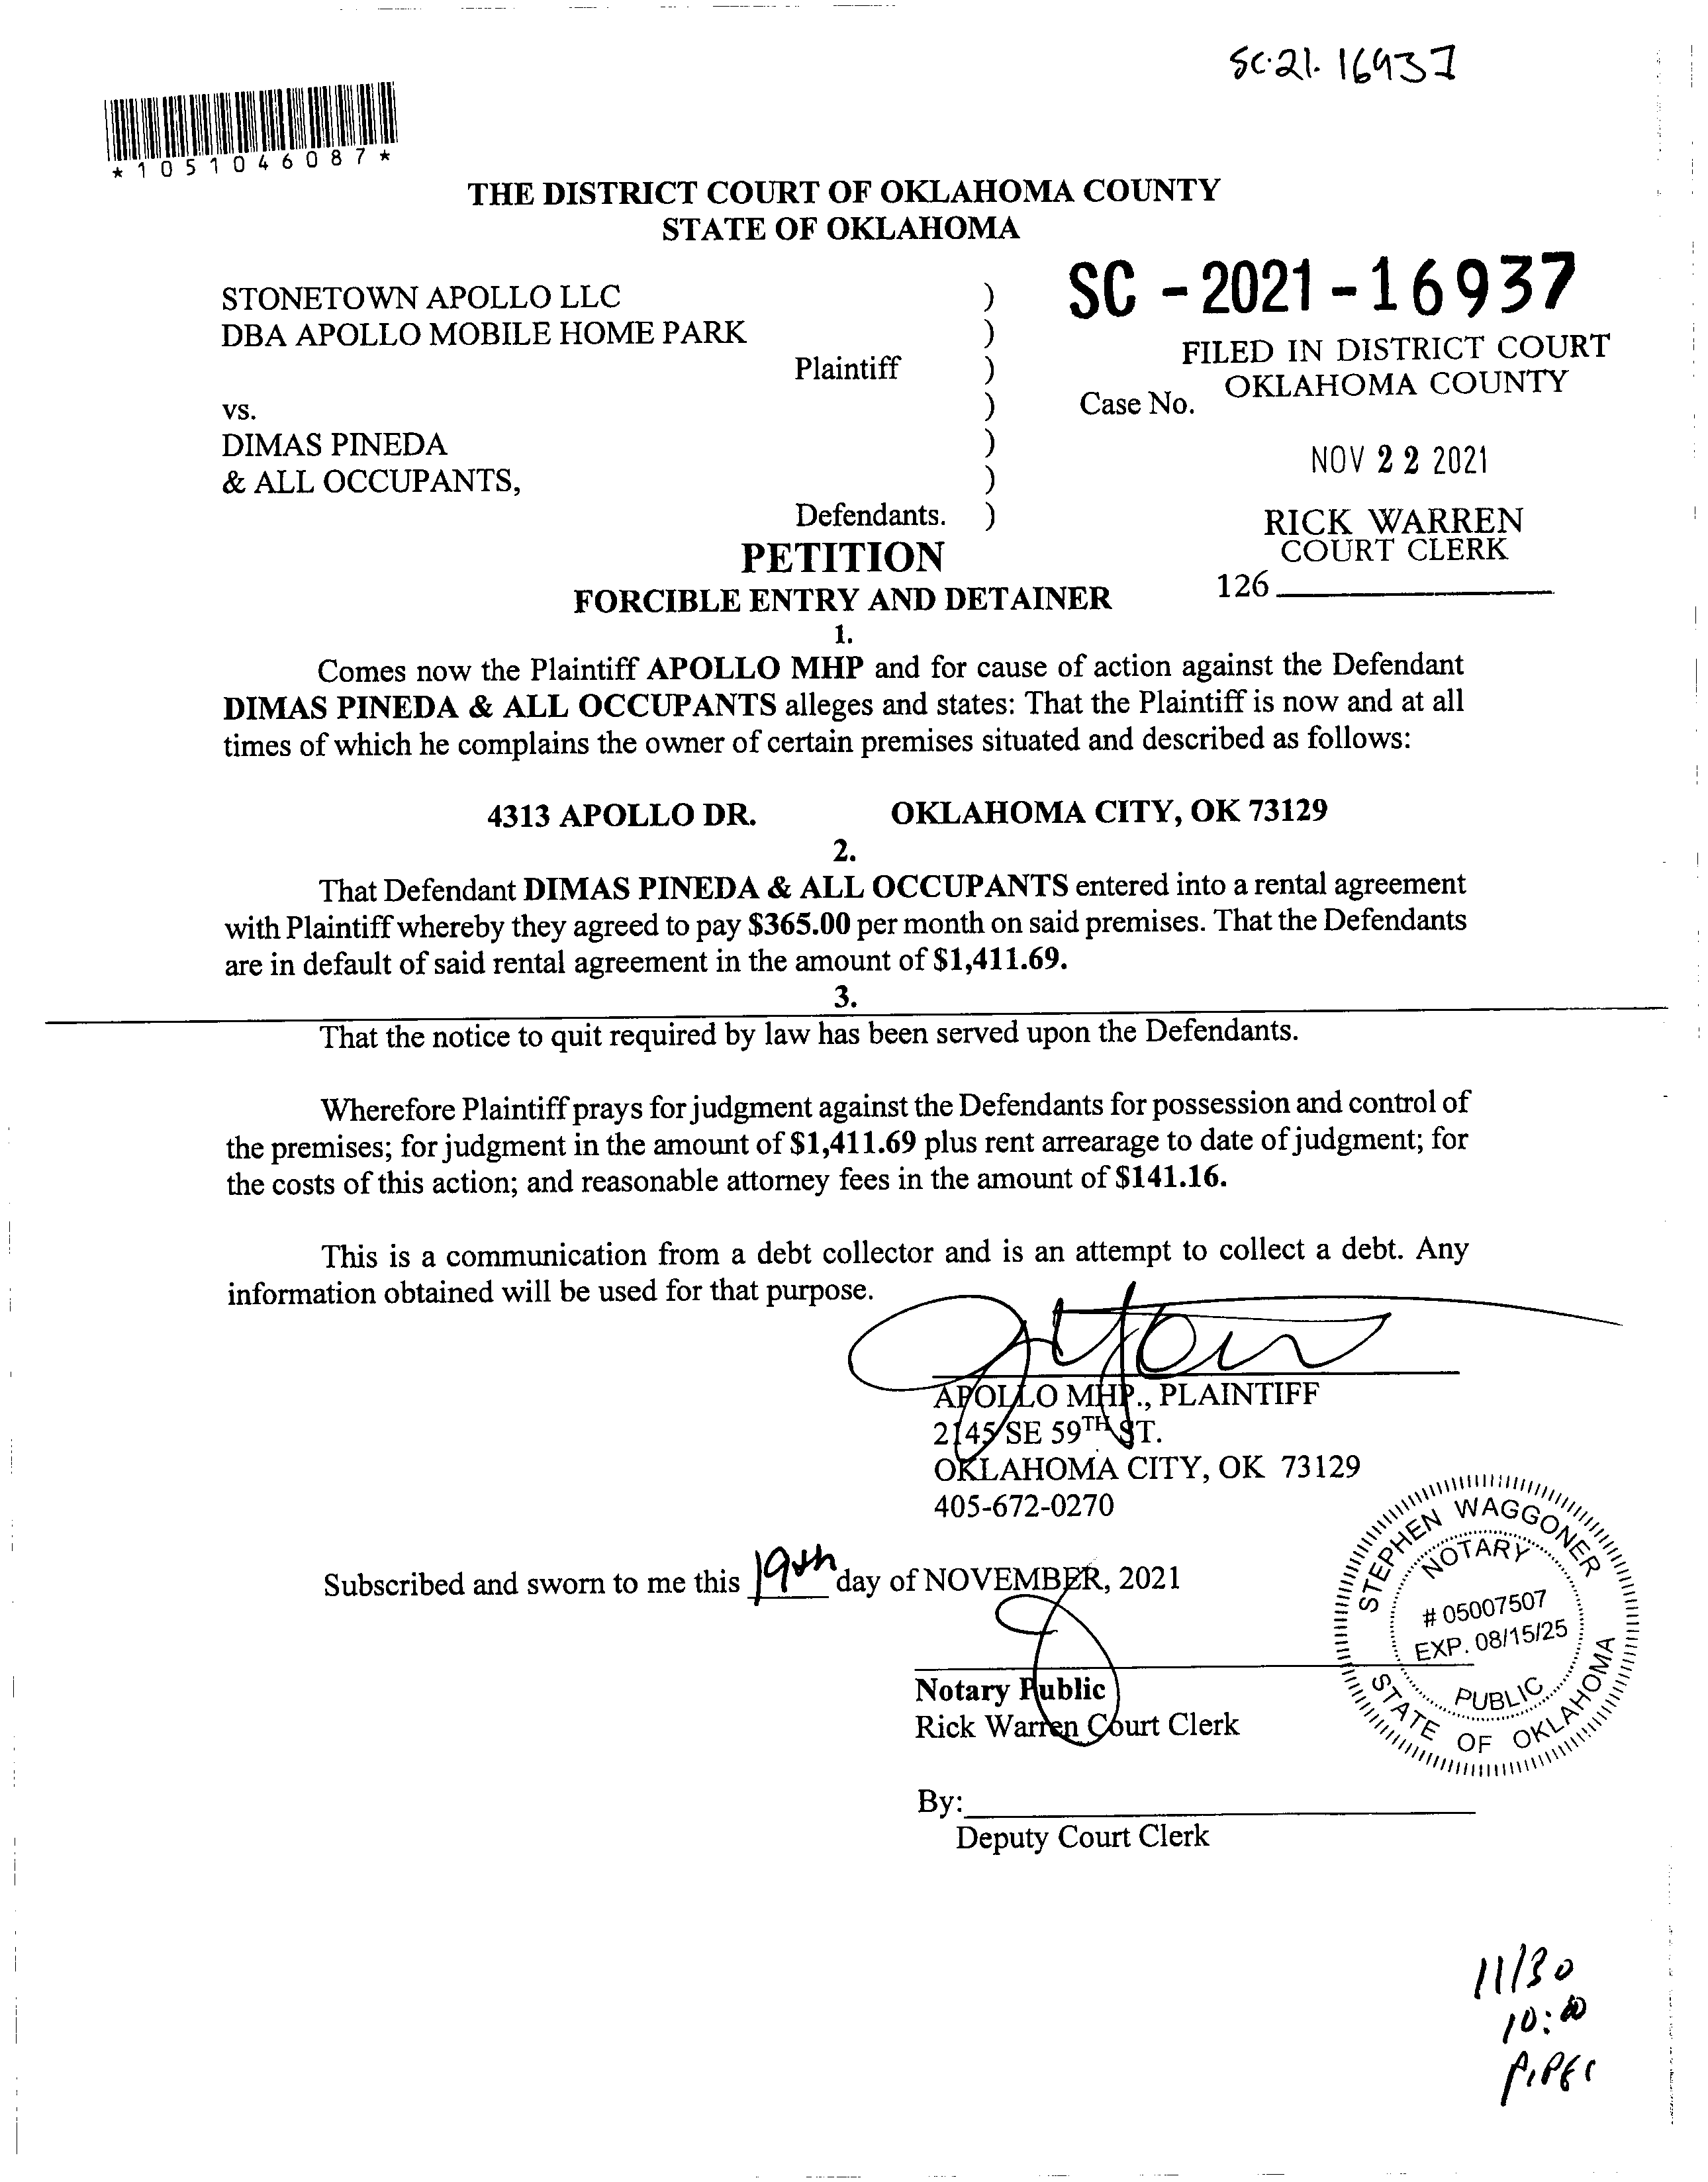 SC·21. 16937
*1051046087*
THE DISTRICT COURT OF OKLAHOMA COUNTY
STATE OF OKLAHOMA
SC - 2021 - 16937
STONETOWN APOLLO LLC )
DBA APOLLO MOBILE HOME PARK )
FILED IN DISTRICT COURT
Plaintiff )
OKLAHOMA COUNTY
vs. ) Case No.
DIMAS PINEDA )
NOV 22 2021
& ALL OCCUPANTS, )
Defendants. )
RICK WARREN
COURT CLERK
126
PETITION
FORCIBLE ENTRY AND DETAINER
1.
Comes now the Plaintiff APOLLO MHP and for cause of action against the Defendant
DIMAS PINEDA & ALL OCCUPANTS alleges and states: That the Plaintiff is now and at all
times of which he complains the owner of certain premises situated and described as follows:
4313 APOLLO DR. OKLAHOMA CITY, OK 73129
2.
That Defendant DIMAS PINEDA & ALL OCCUPANTS entered into a rental agreement
with Plaintiff whereby they agreed to pay $365.00 per month on said premises. That the Defendants
are in default of said rental agreement in the amount of $1,411.69.
3.
That the notice to quit required by law has been served upon the Defendants.
Wherefore Plaintiff prays for judgment against the Defendants for possession and control of
the premises; for judgment in the amount of $1,411.69 plus rent arrearage to date of judgment; for
the costs of this action; and reasonable attorney fees in the amount of $141.16.
This is a communication from a debt collector and is an attempt to collect a debt. Any
information obtained will be used for that purpose.
APOLLO MHP., PLAINTIFF
2145 SE 59TH ST.
OKLAHOMA CITY, OK 73129
405-672-0270
Subscribed and sworn to me this 19th day of NOVEMBER, 2021
STEPHEN WAGGONER
NOTARY
# 05007507
EXP. 08/15/25
PUBLIC
STATE OF OKLAHOMA
Notary Public
Rick Warren Court Clerk
By:
Deputy Court Clerk
11/30
10:00